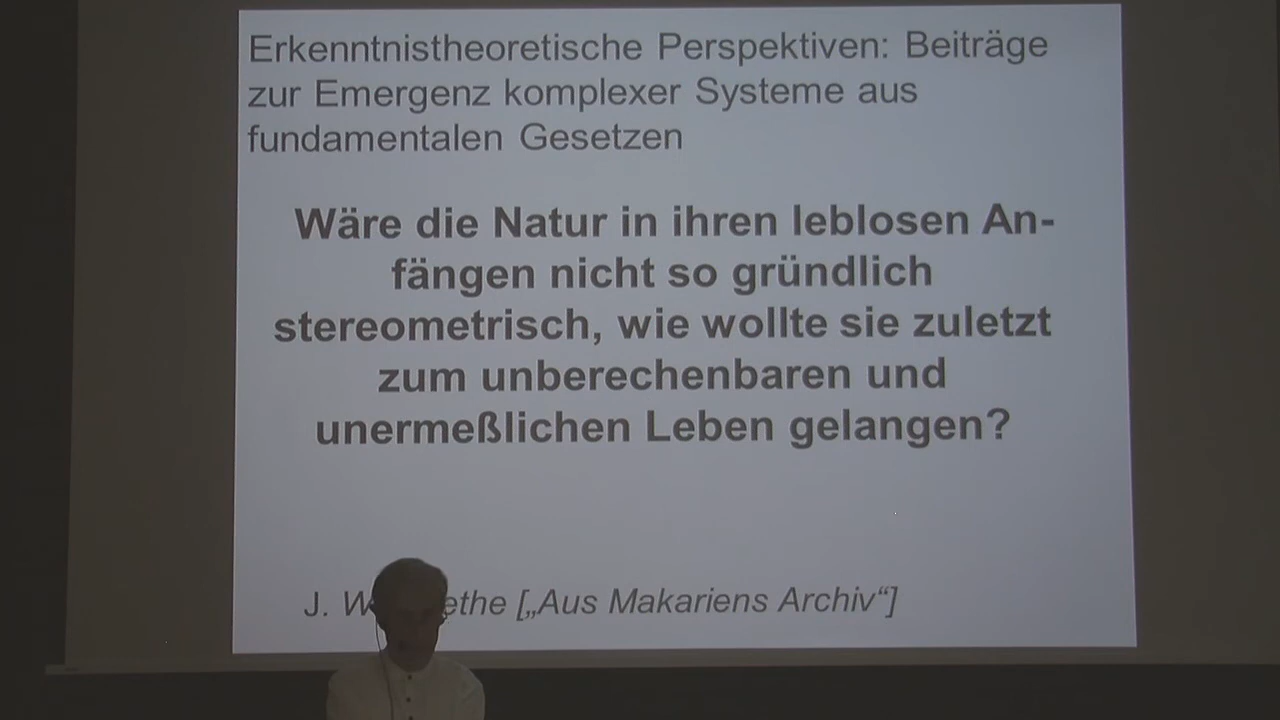 Erkenntnistheoretische Perspektiven: Beiträge
zur Emergenz komplexer Systeme aus
fundamentalen Gesetzen
Wäre die Natur in ihren leblosen An-
fängen nicht so gründlich
stereometrisch, wie wollte sie zuletzt
zum unberechenbaren und
unermeßlichen Leben gelangen?
J. [„Aus Makariens Archiv“]